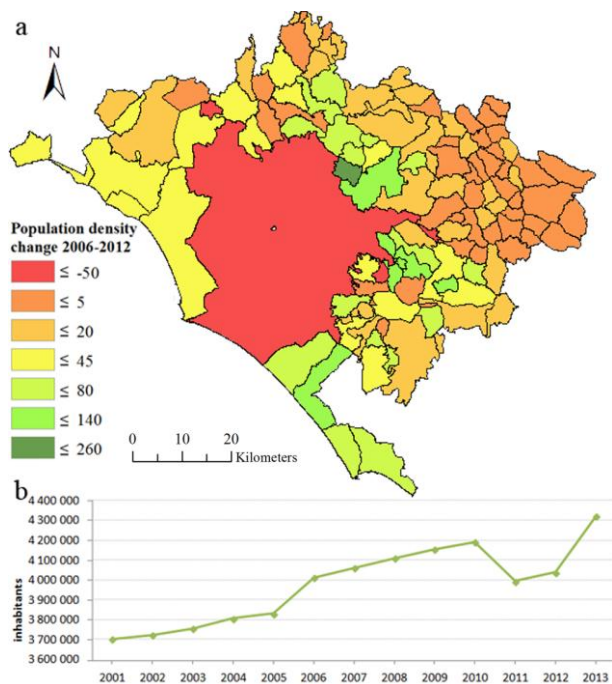 a
N
Population density
change 2006-2012
≤ -50
≤ 5
≤ 20
≤ 45
≤ 80
≤ 140
≤ 260
0 10 20
Kilometers
b
inhabitants
4 400 000
4 300 000
4 200 000
4 100 000
4 000 000
3 900 000
3 800 000
3 700 000
3 600 000
2001 2002 2003 2004 2005 2006 2007 2008 2009 2010 2011 2012 2013